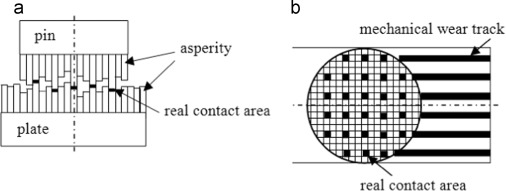 a
pin
asperity
real contact area
plate
b
mechanical wear track
real contact area